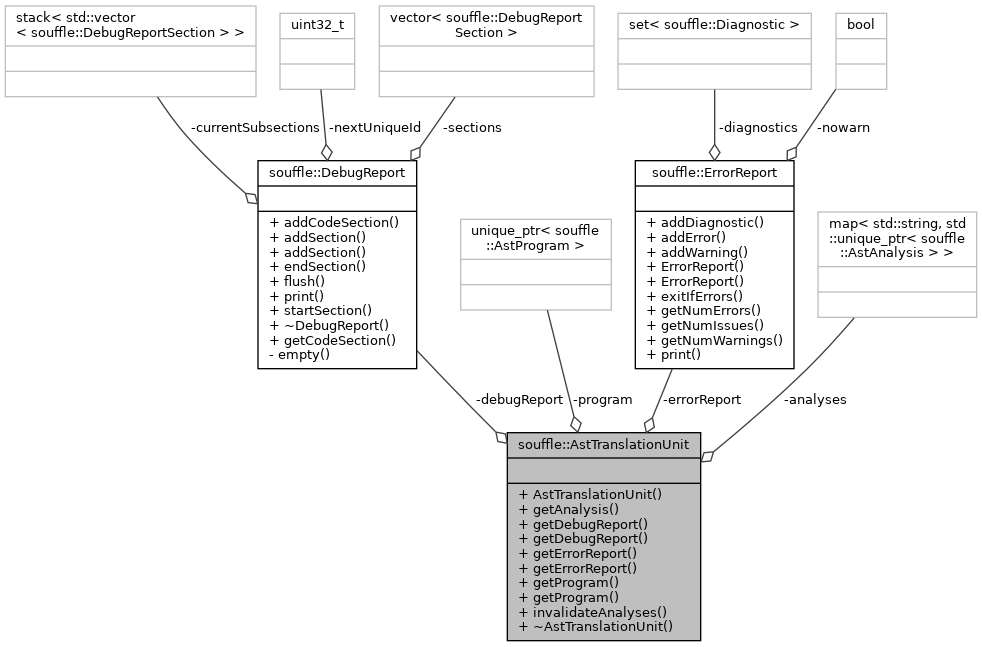 stack< std::vector
< souffle::DebugReportSection > >
uint32_t
vector< souffle::DebugReport
Section >
set< souffle::Diagnostic >
bool
-currentSubsections
-nextUniqueId
-sections
-diagnostics
-nowarn
souffle::DebugReport
+ addCodeSection()
+ addSection()
+ addSection()
+ endSection()
+ flush()
+ print()
+ startSection()
+ ~DebugReport()
+ getCodeSection()
- empty()
unique_ptr< souffle
::AstProgram >
souffle::ErrorReport
+ addDiagnostic()
+ addError()
+ addWarning()
+ ErrorReport()
+ ErrorReport()
+ exitIfErrors()
+ getNumErrors()
+ getNumIssues()
+ getNumWarnings()
+ print()
map< std::string, std
::unique_ptr< souffle
::AstAnalysis > >
-debugReport
-program
-errorReport
-analyses
souffle::AstTranslationUnit
+ AstTranslationUnit()
+ getAnalysis()
+ getDebugReport()
+ getDebugReport()
+ getErrorReport()
+ getErrorReport()
+ getProgram()
+ getProgram()
+ invalidateAnalyses()
+ ~AstTranslationUnit()